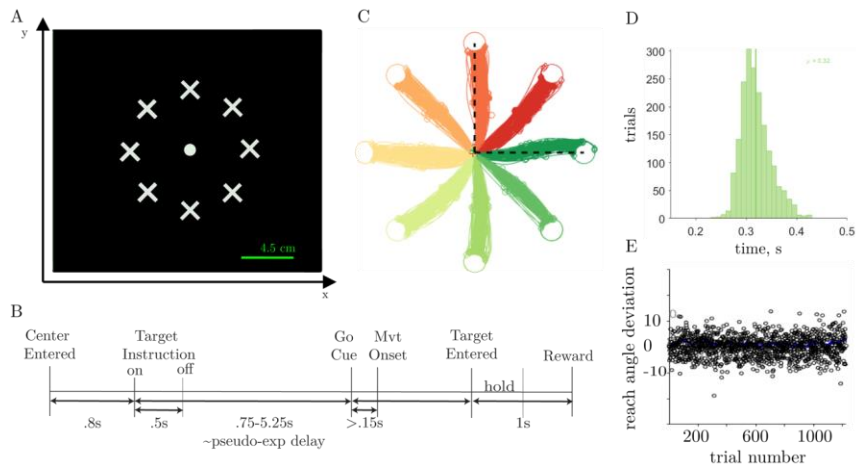 A
y
4.5 cm
x
B
Center
Entered
Target
Instruction
on
off
Go
Cue
Mvt
Onset
Target
Entered
Reward
hold
.8s
.5s
.75-5.25s
>.15s
1s
~pseudo-exp delay
C
D
300
250
200
150
100
50
0
trials
0.2
0.3
0.4
0.5
time, s
E
10
0
-10
reach angle deviation
200
600
1000
trial number